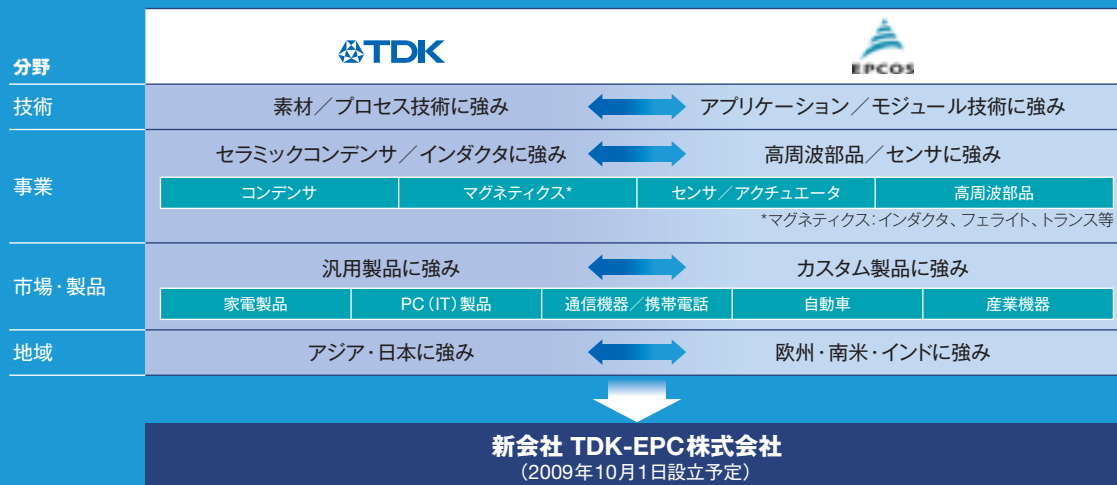 分野
TDK
EPCOS
技術
素材／プロセス技術に強み
アプリケーション／モジュール技術に強み
事業
セラミックコンデンサ／インダクタに強み
高周波部品／センサに強み
コンデンサ
マグネティクス*
センサ／アクチュエータ
高周波部品
*マグネティクス：インダクタ、フェライト、トランス等
市場・製品
汎用製品に強み
カスタム製品に強み
家電製品
PC（IT）製品
通信機器／携帯電話
自動車
産業機器
地域
アジア・日本に強み
欧州・南米・インドに強み
新会社 TDK-EPC株式会社
（2009年10月1日設立予定）